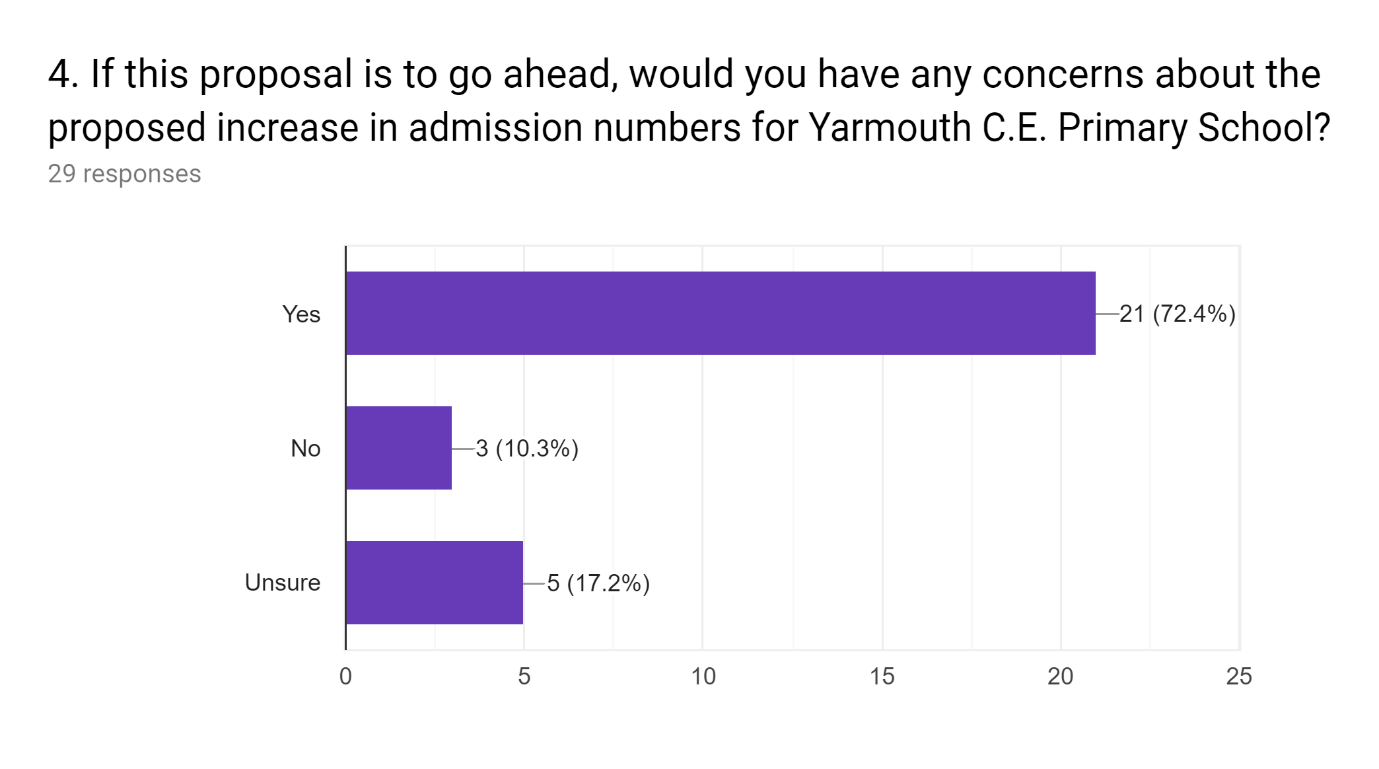 4. If this proposal is to go ahead, would you have any concerns about the
proposed increase in admission numbers for Yarmouth C.E. Primary School?
29 responses
Yes
21 (72.4%)
No
3 (10.3%)
Unsure
5 (17.2%)
0 5 10 15 20 25